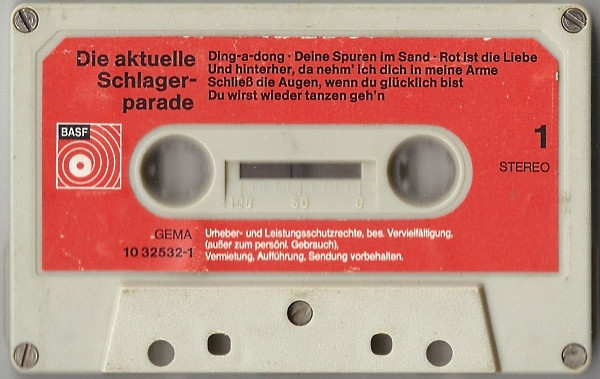 Die aktuelle
Schlager-
parade
Ding-a-dong · Deine Spuren im Sand - Rot ist die Liebe
Und hinterher, da nehm' ich dich in meine Arme
Schließ die Augen, wenn du glücklich bist
Du wirst wieder tanzen geh'n
BASF
1
STEREO
100 50 0
GEMA
10 32532-1
Urheber- und Leistungsschutzrechte, bes. Vervielfältigung,
(außer zum persönl. Gebrauch),
Vermietung, Aufführung, Sendung vorbehalten.